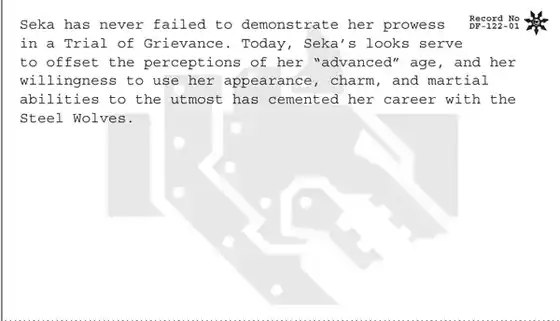 Seka has never failed to demonstrate her prowess
in a Trial of Grievance. Today, Seka’s looks serve
to offset the perceptions of her “advanced” age, and her
willingness to use her appearance, charm, and martial
abilities to the utmost has cemented her career with the
Steel Wolves.
Record No
DF-122-01